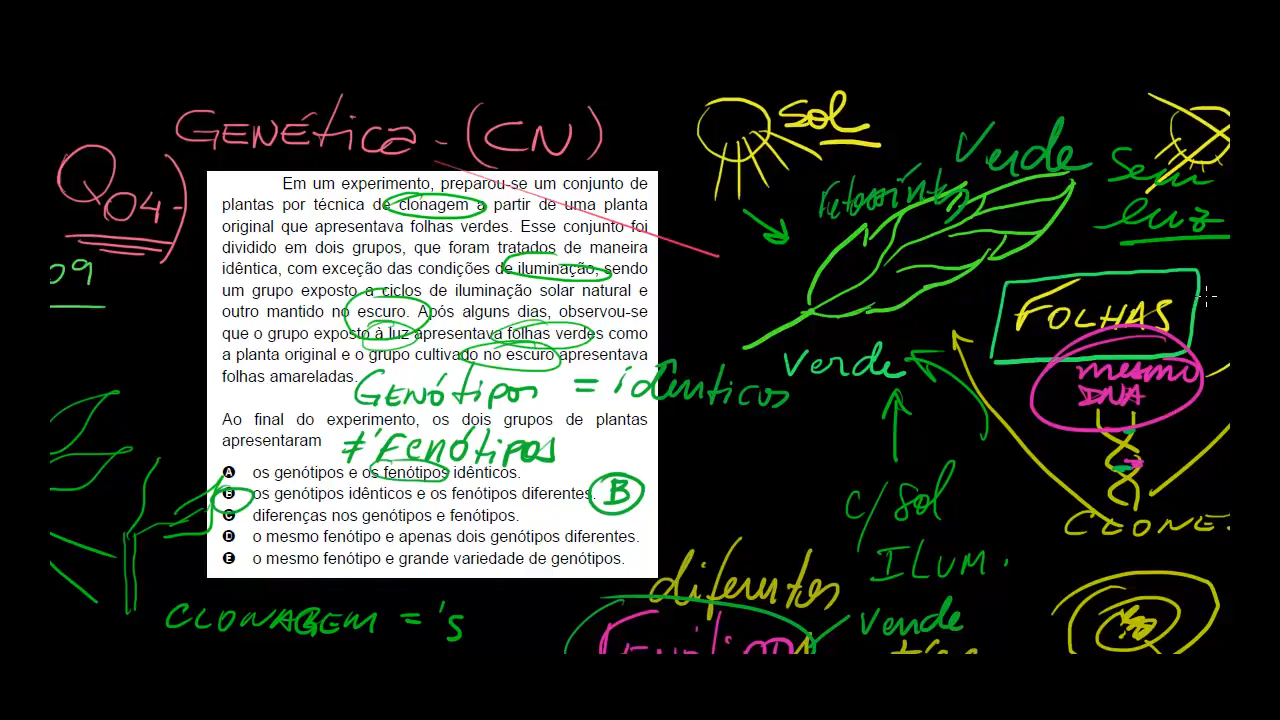 GENÉTICA - (CN)
Q04-
09
Em um experimento, preparou-se um conjunto de
plantas por técnica de clonagem a partir de uma planta
original que apresentava folhas verdes. Esse conjunto foi
dividido em dois grupos, que foram tratados de maneira
idêntica, com exceção das condições de iluminação, sendo
um grupo exposto a ciclos de iluminação solar natural e
outro mantido no escuro. Após alguns dias, observou-se
que o grupo exposto à luz apresentava folhas verdes como
a planta original e o grupo cultivado no escuro apresentava
folhas amareladas.
GENÓTIPOS = idênticos
Ao final do experimento, os dois grupos de plantas
apresentaram
≠ FENÓTIPOS
A os genótipos e os fenótipos idênticos.
B os genótipos idênticos e os fenótipos diferentes.
B
C diferenças nos genótipos e fenótipos.
D o mesmo fenótipo e apenas dois genótipos diferentes.
E o mesmo fenótipo e grande variedade de genótipos.
CLONAGEM = 's
Sol
Verde
Sem
luz
FOLHAS
mesmo
DNA
Verde
CLONE
c/ Sol
ILUM.
diferentes
Verde